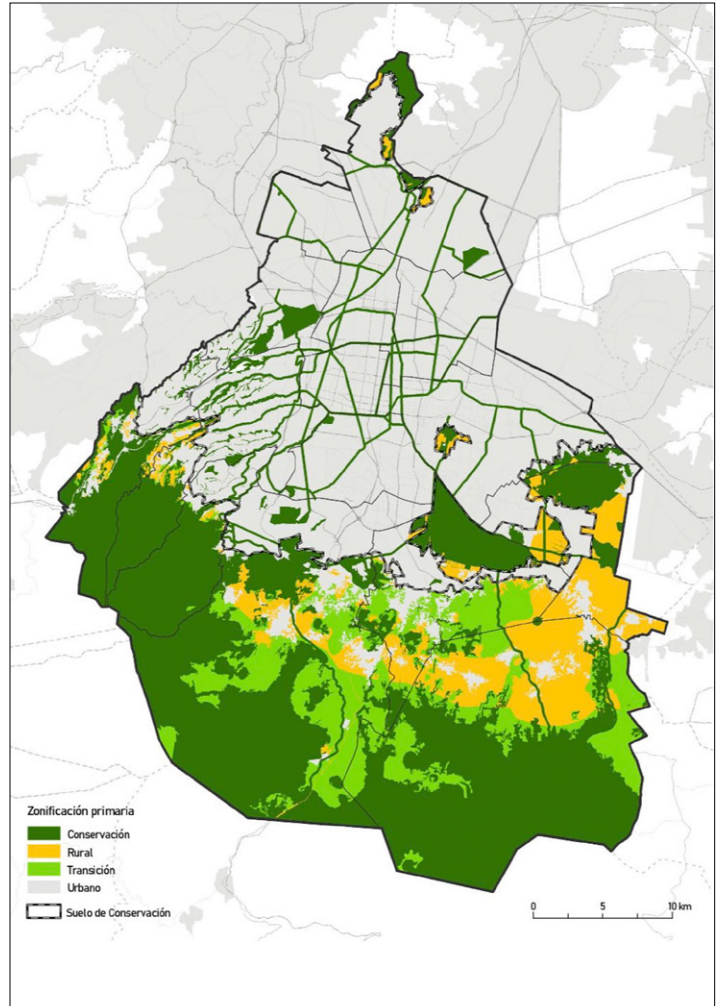 Zonificación primaria
Conservación
Rural
Transición
Urbano
Suelo de Conservación
0 5 10 km